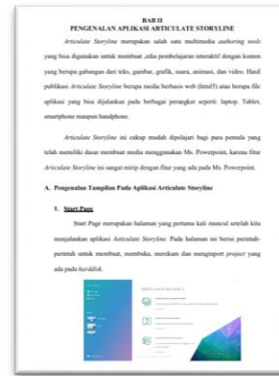 BAB II
PENGENALAN APLIKASI ARTICULATE STORYLINE
Articulate Storyline merupakan salah satu multimedia authoring tools
yang bisa digunakan untuk membuat ,edia pembelajaran interaktif dengan konten
yang berupa gabungan dari teks, gambar, grafik, suara, animasi, dan video. Hasil
publikasi Articulate Storyline berupa media berbasis web (html5) atau berupa file
aplikasi yang bisa dijalankan pada berbagai perangkat seperti: laptop. Tablet,
smartphone maupun handphone.
Articulate Storyline ini cukup mudah dipelajari bagi para pemula yang
telah memiliki dasar membuat media menggunakan Ms. Powerpoint, karena fitur
Articulate Storyline ini sangat mirip dengan fitur yang ada pada Ms. Powerpoint.
A. Pengenalan Tampilan Pada Aplikasi Articulate Storyline
1. Start Page
Start Page merupakan halaman yang pertama kali muncul setelah kita
menjalankan aplikasi Articulate Storyline. Pada halaman ini berisi perintah-
perintah untuk membuat, membuka, merekam dan mengimport project yang
ada pada harddisk.